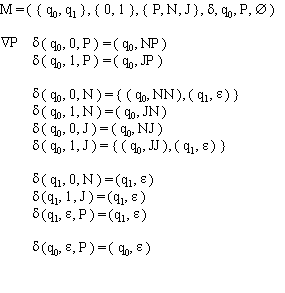 M = ( { q₀, q₁ }, { 0, 1 }, { P, N, J }, δ, q₀, P, ∅ )
∇P δ ( q₀, 0, P ) = ( q₀, NP )
δ ( q₀, 1, P ) = ( q₀, JP )
δ ( q₀, 0, N ) = { ( q₀, NN ), ( q₁, ε ) }
δ ( q₀, 1, N ) = ( q₀, JN )
δ ( q₀, 0, J ) = ( q₀, NJ )
δ ( q₀, 1, J ) = { ( q₀, JJ ), ( q₁, ε ) }
δ ( q₁, 0, N ) = (q₁, ε )
δ (q₁, 1, J ) = (q₁, ε )
δ (q₁, ε, P ) = (q₁, ε )
δ (q₀, ε, P ) = ( q₀, ε )